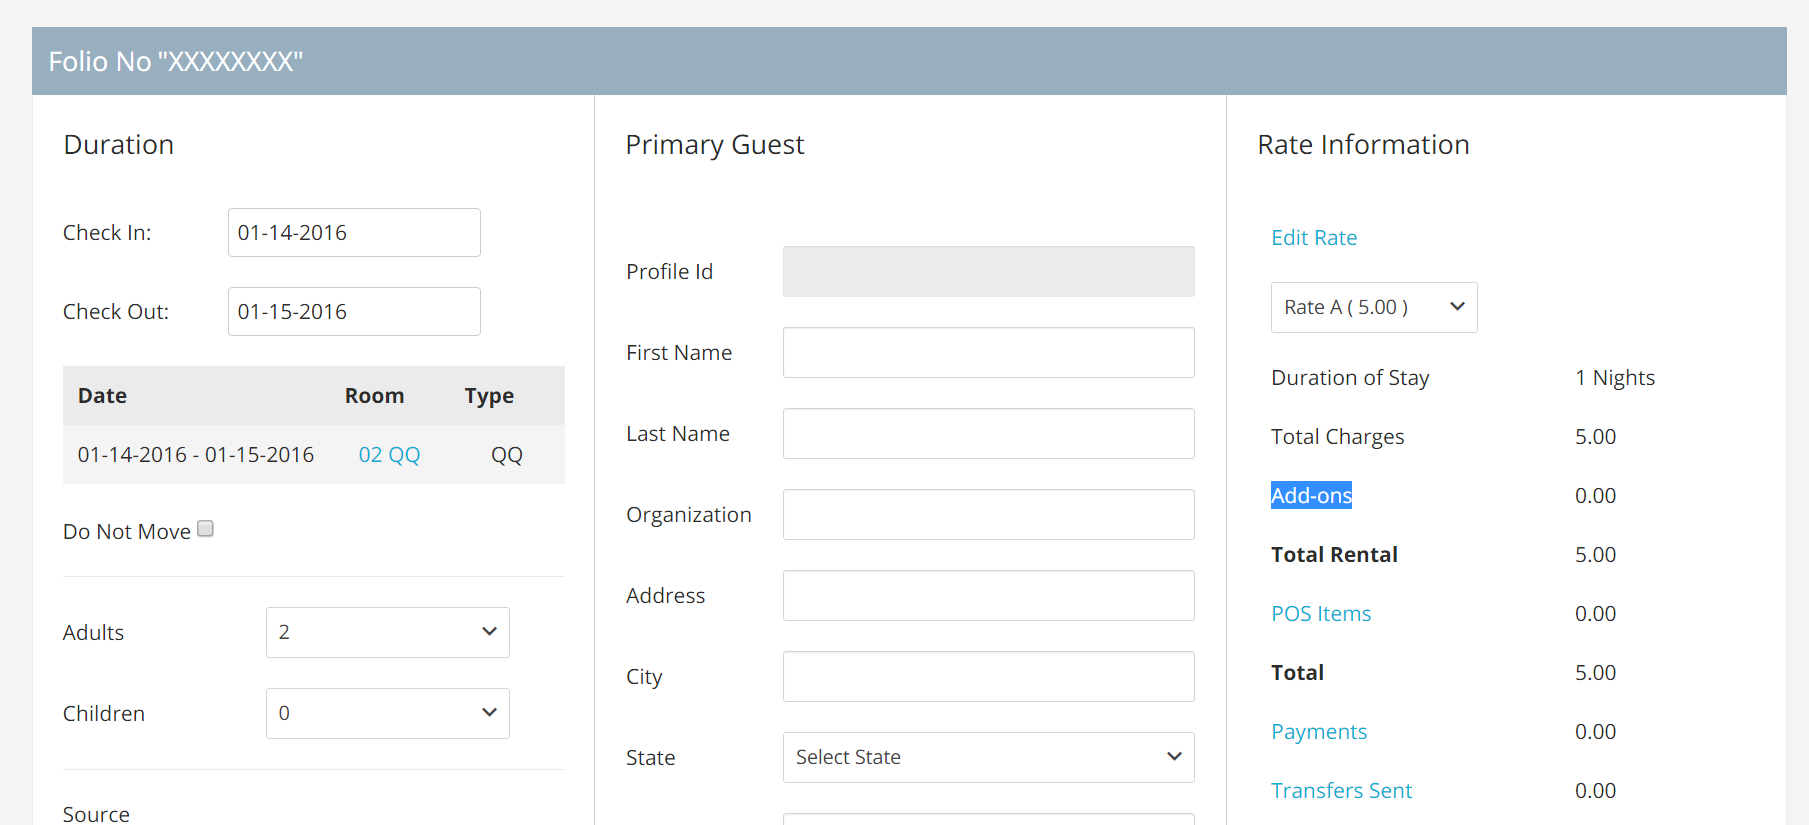 Folio No "XXXXXXXX"
Duration
Check In: 01-14-2016
Check Out: 01-15-2016
Date Room Type
01-14-2016 - 01-15-2016 02 QQ QQ
Do Not Move
Adults 2
Children 0
Source
Primary Guest
Profile Id
First Name
Last Name
Organization
Address
City
State Select State
Rate Information
Edit Rate
Rate A ( 5.00 )
Duration of Stay 1 Nights
Total Charges 5.00
Add-ons 0.00
Total Rental 5.00
POS Items 0.00
Total 5.00
Payments 0.00
Transfers Sent 0.00